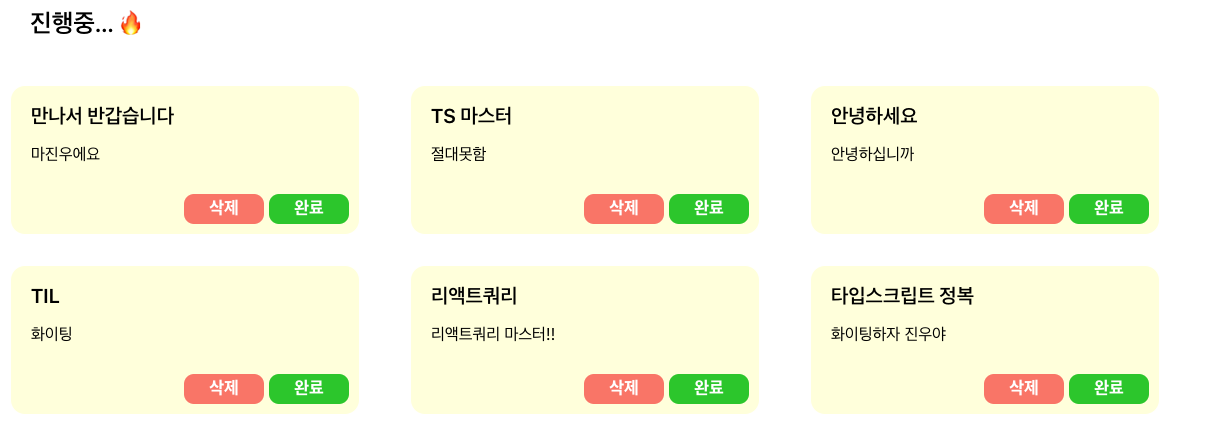 진행중... 🔥
만나서 반갑습니다
마진우에요
삭제 완료
TS 마스터
절대못함
삭제 완료
안녕하세요
안녕하십니까
삭제 완료
TIL
화이팅
삭제 완료
리액트쿼리
리액트쿼리 마스터!!
삭제 완료
타입스크립트 정복
화이팅하자 진우야
삭제 완료